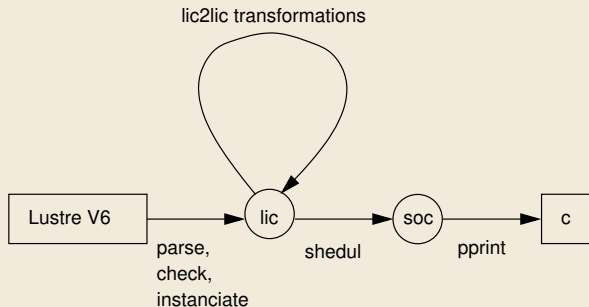 lic2lic transformations
Lustre V6
lic
soc
c
parse,
check,
instanciate
shedul
pprint